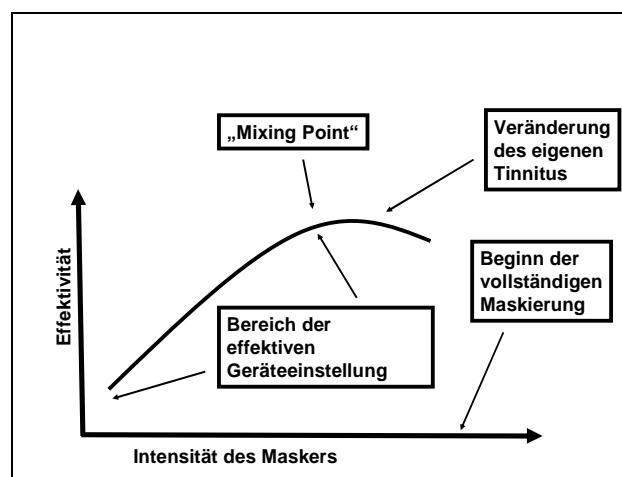 „Mixing Point“
Veränderung
des eigenen
Tinnitus
Beginn der
vollständigen
Maskierung
Bereich der
effektiven
Geräteeinstellung
Effektivität
Intensität des Maskers